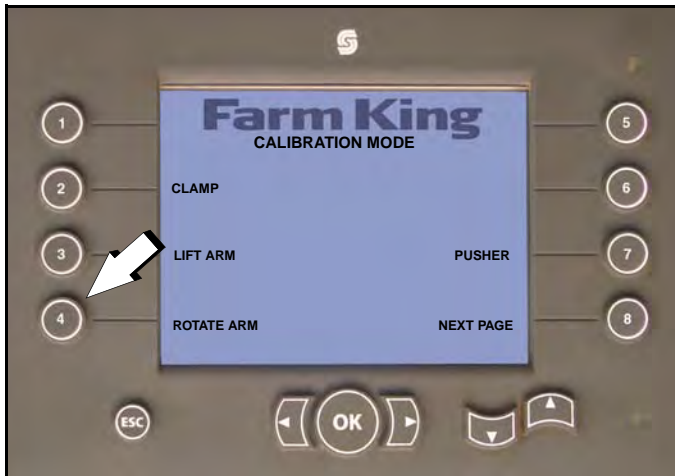 Farm King
CALIBRATION MODE
1
5
2
CLAMP
6
3
LIFT ARM
PUSHER
7
4
ROTATE ARM
NEXT PAGE
8
ESC
OK